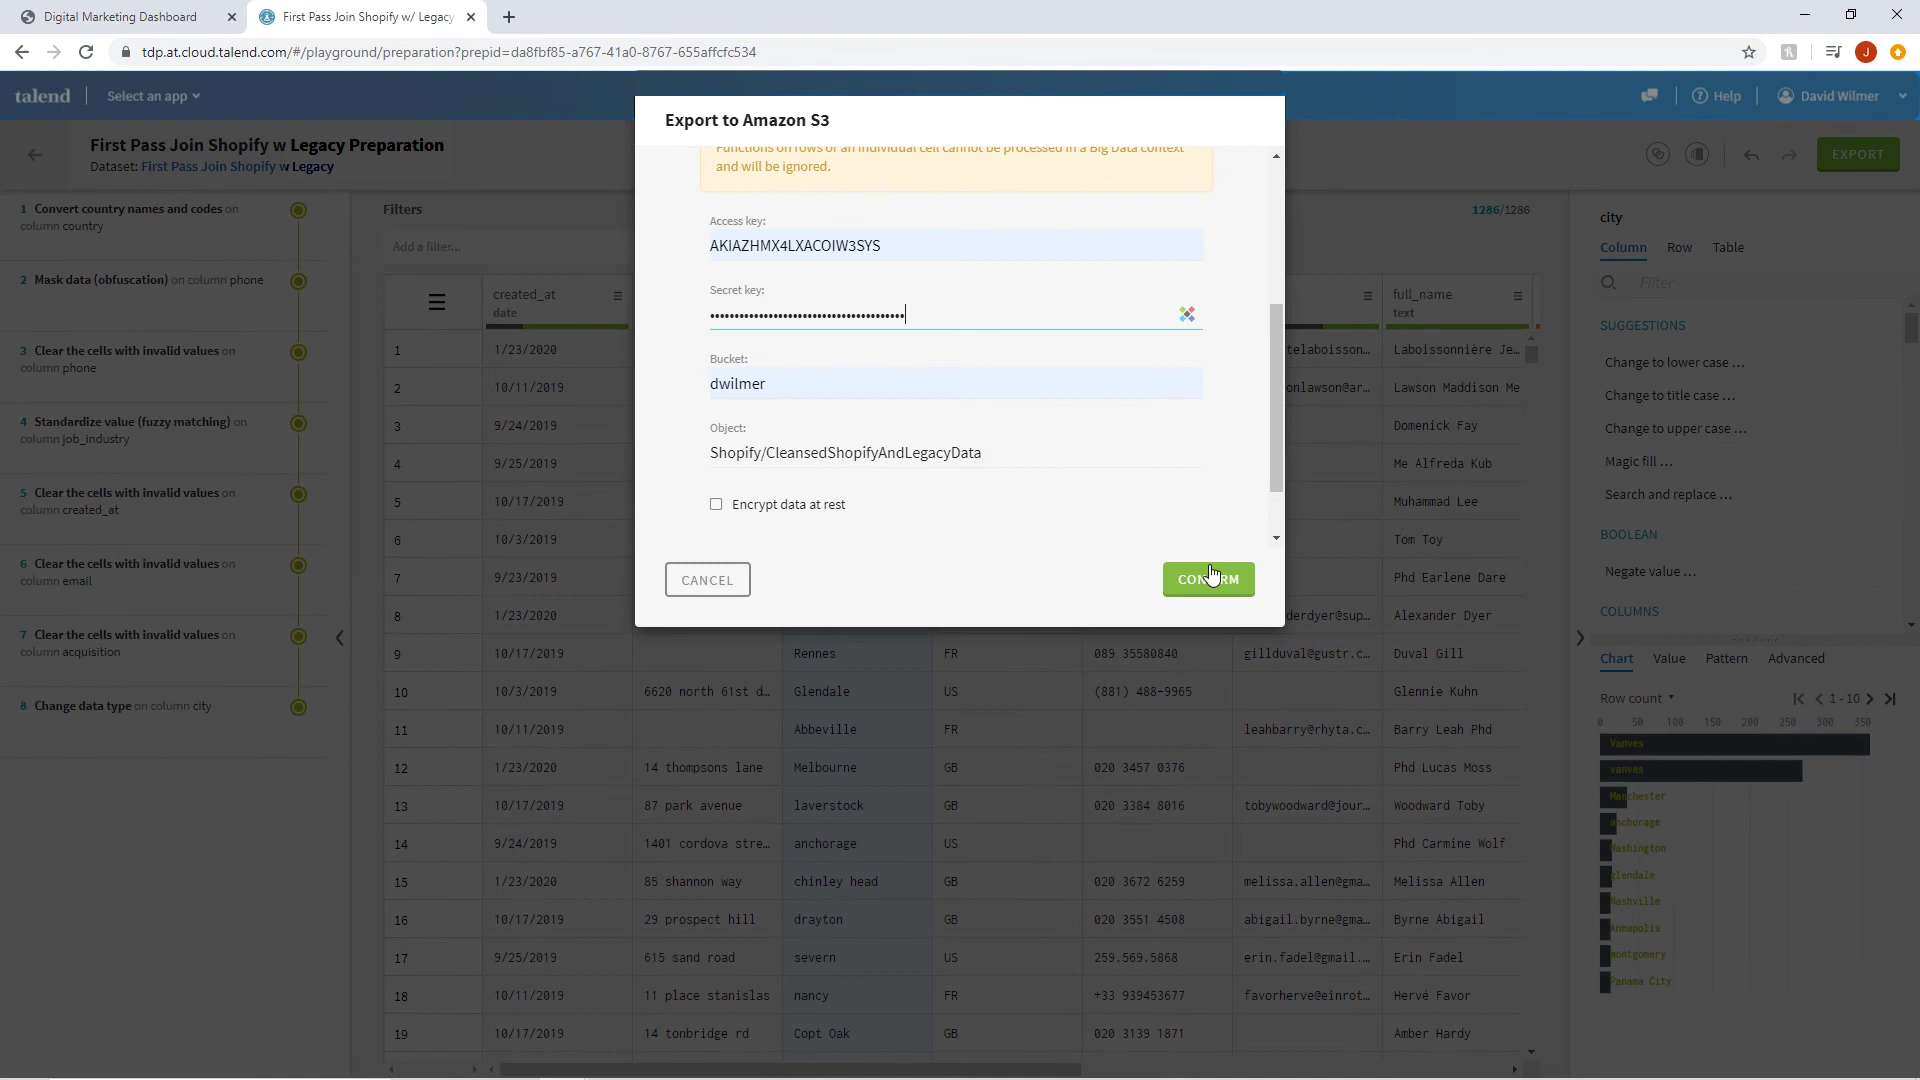 Digital Marketing Dashboard
First Pass Join Shopify w/ Legacy
tdp.at.cloud.talend.com/#/playground/preparation?prepid=da8fbf85-a767-41a0-8767-655affcfc534
J
talend
Select an app
Help
David Wilmer
First Pass Join Shopify w Legacy Preparation
Dataset: First Pass Join Shopify w Legacy
EXPORT
1 Convert country names and codes on
column country
2 Mask data (obfuscation) on column phone
3 Clear the cells with invalid values on
column phone
4 Standardize value (fuzzy matching) on
column job_industry
5 Clear the cells with invalid values on
column created_at
6 Clear the cells with invalid values on
column email
7 Clear the cells with invalid values on
column acquisition
8 Change data type on column city
Filters
Add a filter...
1286/1286
Export to Amazon S3
Functions on rows or an individual cell cannot be processed in a Big Data context
and will be ignored.
Access key:
AKIAZHMX4LXACOIW3SYS
Secret key:
Bucket:
dwilmer
Object:
Shopify/CleansedShopifyAndLegacyData
Encrypt data at rest
CANCEL
created_at
date
full_name
text
1 1/23/2020 telaboisson... Laboissonnière Je...
2 10/11/2019 onlawson@ar... Lawson Maddison Me
3 9/24/2019 Domenick Fay
4 9/25/2019 Me Alfreda Kub
5 10/17/2019 Muhammad Lee
6 10/3/2019 Tom Toy
7 9/23/2019 Phd Earlene Dare
8 1/23/2020 derdyer@sup... Alexander Dyer
9 10/17/2019 Rennes FR 089 35580840 gillduval@gustr.c... Duval Gill
10 10/3/2019 6620 north 61st d... Glendale US (881) 488-9965 Glennie Kuhn
11 10/11/2019 Abbeville FR leahbarry@rhyta.c... Barry Leah Phd
12 1/23/2020 14 thompsons lane Melbourne GB 020 3457 0376 Phd Lucas Moss
13 10/17/2019 87 park avenue laverstock GB 020 3384 8016 tobywoodward@jour... Woodward Toby
14 9/24/2019 1401 cordova stre... anchorage US Phd Carmine Wolf
15 1/23/2020 85 shannon way chinley head GB 020 3672 6259 melissa.allen@gma... Melissa Allen
16 10/17/2019 29 prospect hill drayton GB 020 3551 4508 abigail.byrne@gma... Byrne Abigail
17 9/25/2019 615 sand road severn US 259.569.5868 erin.fadel@gmail.... Erin Fadel
18 10/11/2019 11 place stanislas nancy FR +33 939453677 favorherve@einrot... Hervé Favor
19 10/17/2019 14 tonbridge rd Copt Oak GB 020 3139 1871 Amber Hardy
city
Column Row Table
Filter
SUGGESTIONS
Change to lower case ...
Change to title case ...
Change to upper case ...
Magic fill ...
Search and replace ...
BOOLEAN
Negate value ...
COLUMNS
Chart Value Pattern Advanced
Row count
1 - 10
0 50 100 150 200 250 300 350
Vanves
vanves
Manchester
anchorage
Washington
glendale
Nashville
Annapolis
montgomery
Panama City